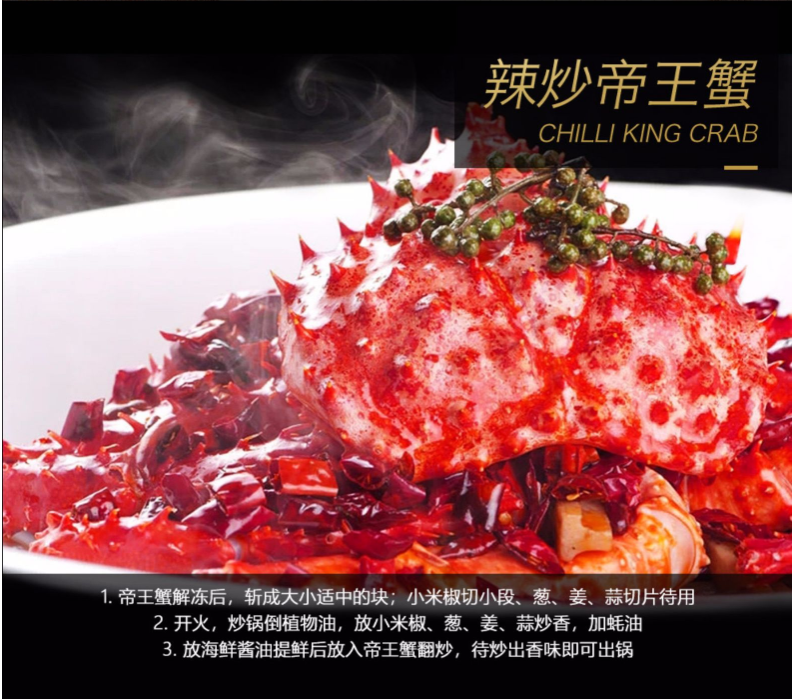 辣炒帝王蟹
CHILLI KING CRAB
1. 帝王蟹解冻后，斩成大小适中的块；小米椒切小段、葱、姜、蒜切片待用
2. 开火，炒锅倒植物油，放小米椒、葱、姜、蒜炒香，加蚝油
3. 放海鲜酱油提鲜后放入帝王蟹翻炒，待炒出香味即可出锅